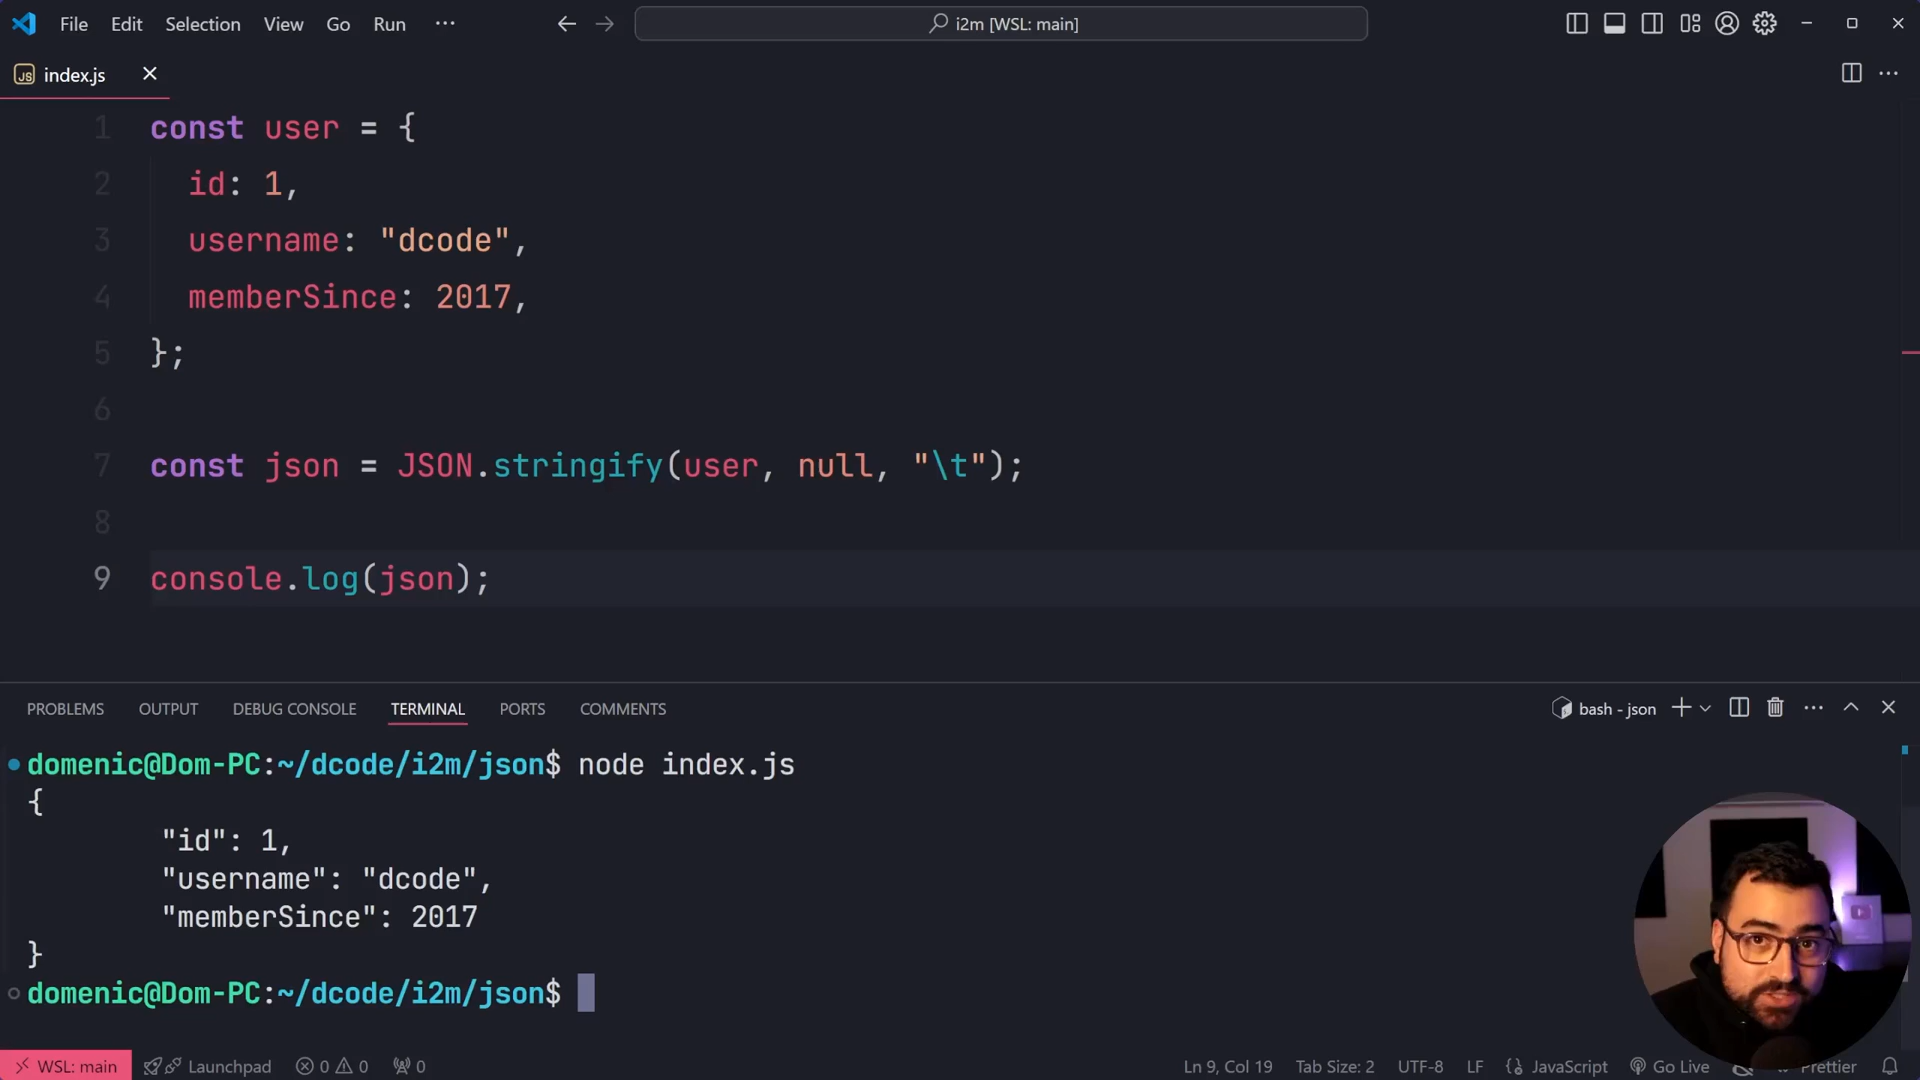 File Edit Selection View Go Run ··· i2m [WSL: main]
index.js
1 const user = {
2 id: 1,
3 username: "dcode",
4 memberSince: 2017,
5 };
6
7 const json = JSON.stringify(user, null, "\t");
8
9 console.log(json);
PROBLEMS OUTPUT DEBUG CONSOLE TERMINAL PORTS COMMENTS bash - json
domenic@Dom-PC:~/dcode/i2m/json$ node index.js
{
"id": 1,
"username": "dcode",
"memberSince": 2017
}
domenic@Dom-PC:~/dcode/i2m/json$
WSL: main Launchpad 0 0 0 Ln 9, Col 19 Tab Size: 2 UTF-8 LF {} JavaScript Go Live Prettier